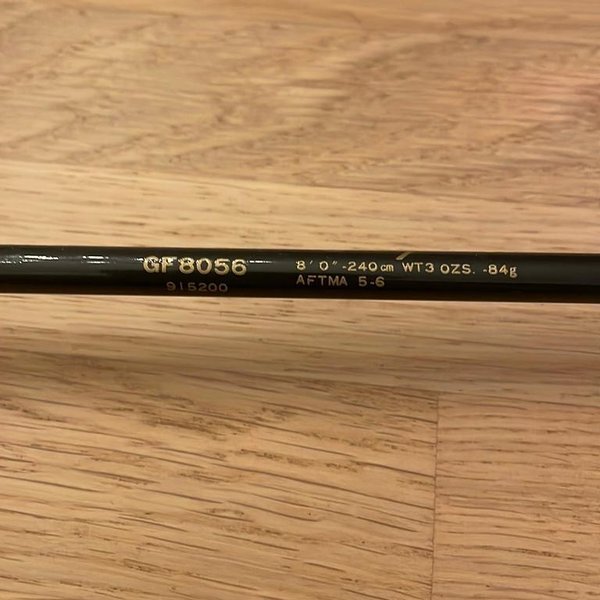 GF8056 8'0"-240cm WT3 OZS.-84g
915200 AFTMA 5-6